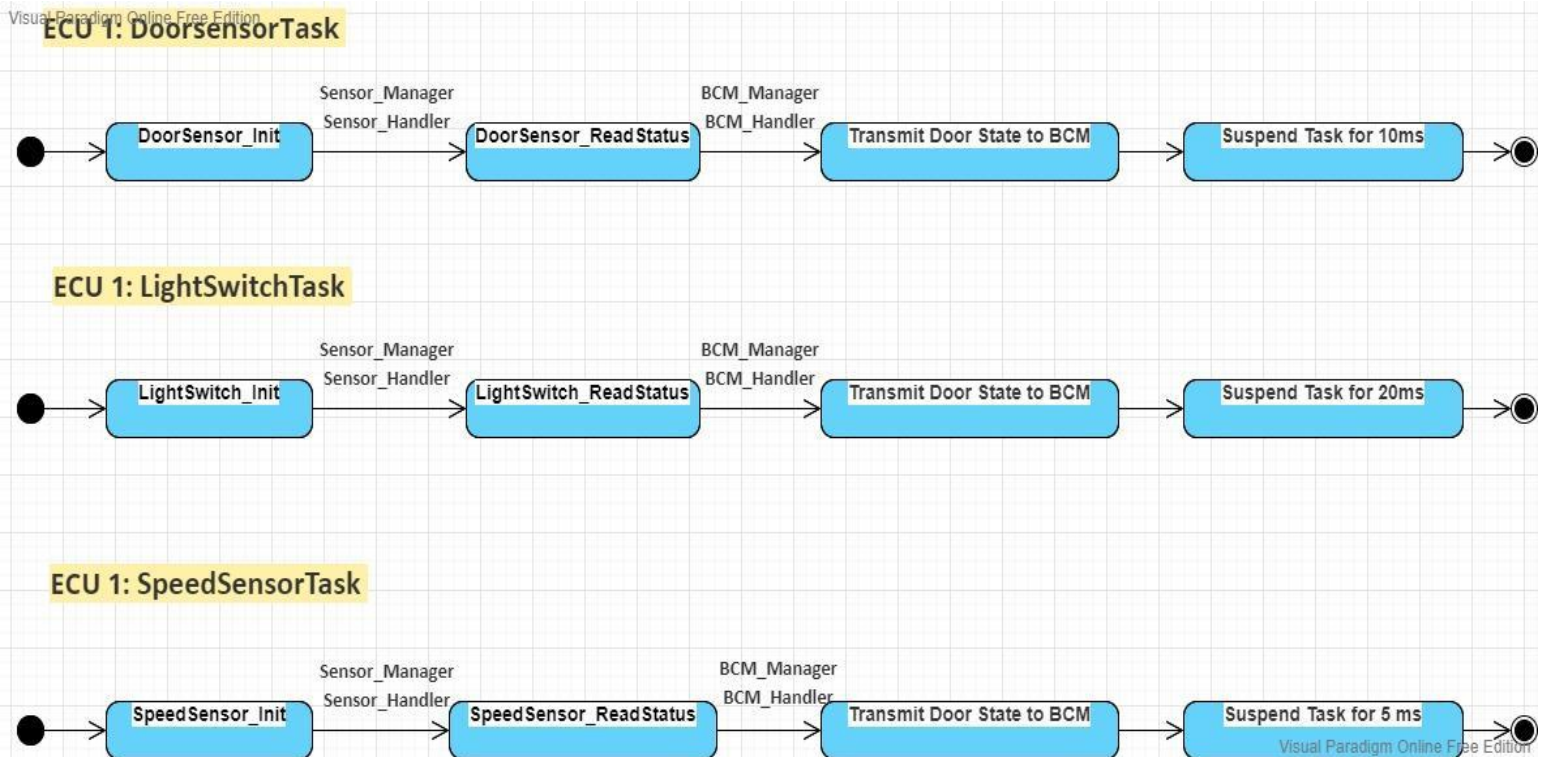 Visual Paradigm Online Free Edition
ECU 1: DoorsensorTask
Sensor_Manager
Sensor_Handler
BCM_Manager
BCM_Handler
DoorSensor_Init
DoorSensor_ReadStatus
Transmit Door State to BCM
Suspend Task for 10ms
ECU 1: LightSwitchTask
Sensor_Manager
Sensor_Handler
BCM_Manager
BCM_Handler
LightSwitch_Init
LightSwitch_ReadStatus
Transmit Door State to BCM
Suspend Task for 20ms
ECU 1: SpeedSensorTask
Sensor_Manager
Sensor_Handler
BCM_Manager
BCM_Handler
SpeedSensor_Init
SpeedSensor_ReadStatus
Transmit Door State to BCM
Suspend Task for 5 ms
Visual Paradigm Online Free Edition